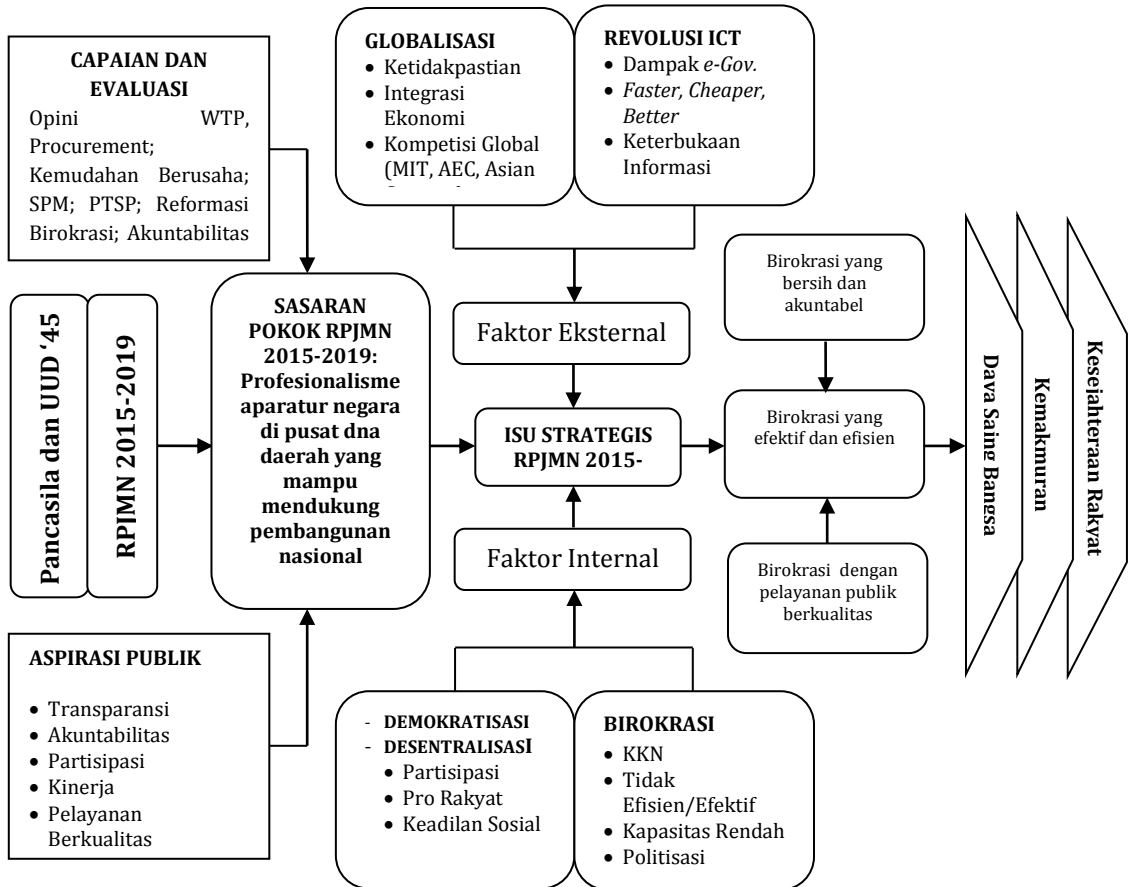 CAPAIAN DAN
EVALUASI
Opini WTP,
Procurement;
Kemudahan Berusaha;
SPM; PTSP; Reformasi
Birokrasi; Akuntabilitas
GLOBALISASI
• Ketidakpastian
• Integrasi
Ekonomi
• Kompetisi Global
(MIT, AEC, Asian
REVOLUSI ICT
• Dampak e-Gov.
• Faster, Cheaper,
Better
• Keterbukaan
Informasi
Pancasila dan UUD ‘45
RPJMN 2015-2019
SASARAN
POKOK RPJMN
2015-2019:
Profesionalisme
aparatur negara
di pusat dna
daerah yang
mampu
mendukung
pembangunan
nasional
Faktor Eksternal
ISU STRATEGIS
RPJMN 2015-
Faktor Internal
Birokrasi yang
bersih dan
akuntabel
Birokrasi yang
efektif dan efisien
Birokrasi dengan
pelayanan publik
berkualitas
Daya Saing Bangsa
Kemakmuran
Kesejahteraan Rakyat
ASPIRASI PUBLIK
• Transparansi
• Akuntabilitas
• Partisipasi
• Kinerja
• Pelayanan
Berkualitas
- DEMOKRATISASI
- DESENTRALISASI
• Partisipasi
• Pro Rakyat
• Keadilan Sosial
BIROKRASI
• KKN
• Tidak
Efisien/Efektif
• Kapasitas Rendah
• Politisasi